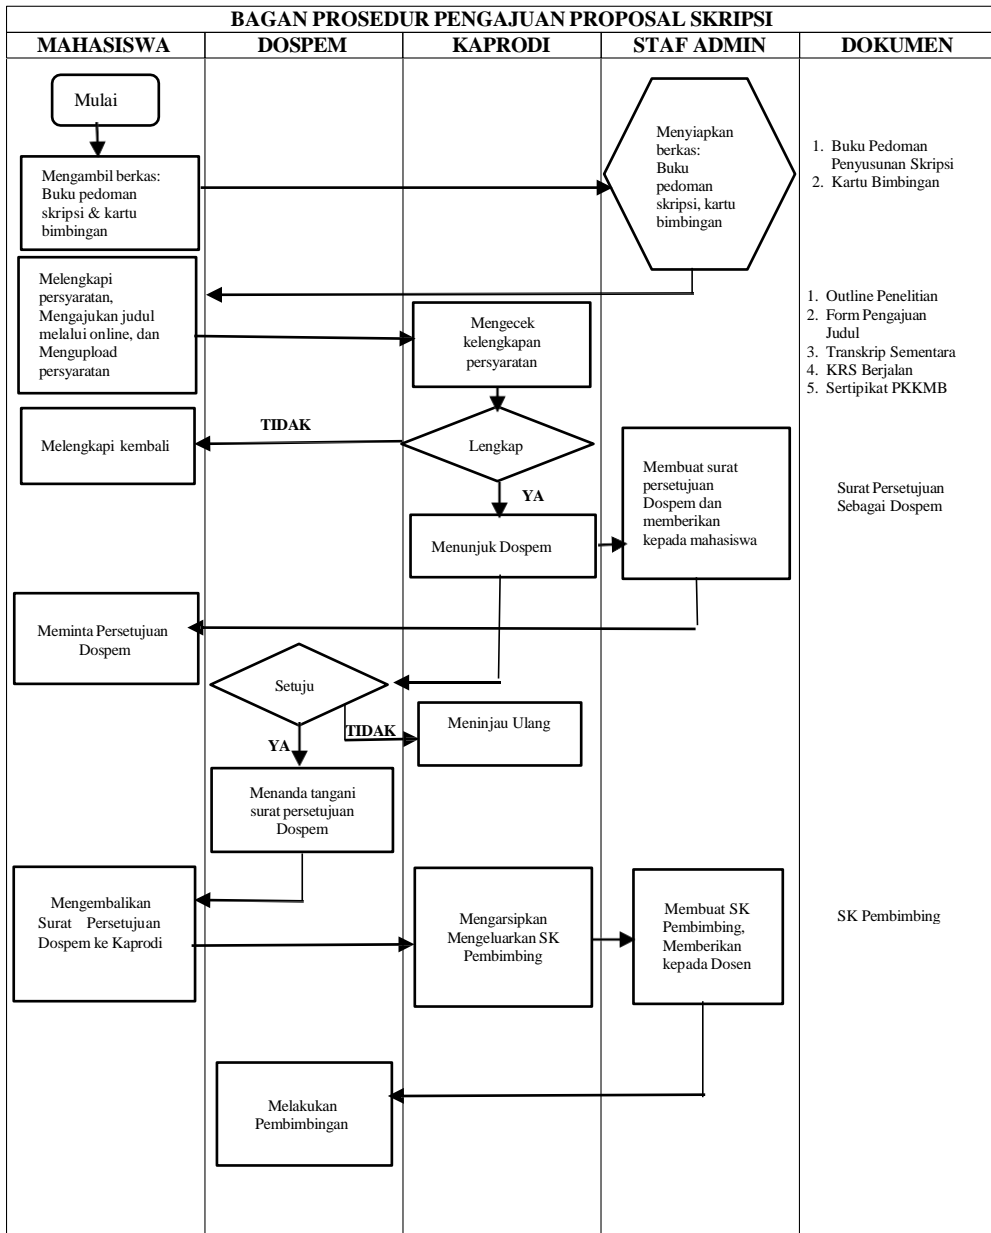 BAGAN PROSEDUR PENGAJUAN PROPOSAL SKRIPSI
MAHASISWA
DOSPEM
KAPRODI
STAF ADMIN
DOKUMEN
Mulai
Menyiapkan
berkas:
Buku
pedoman
skripsi, kartu
bimbingan
1. Buku Pedoman
Penyusunan Skripsi
2. Kartu Bimbingan
Mengambil berkas:
Buku pedoman
skripsi & kartu
bimbingan
Melengkapi
persyaratan,
Mengajukan judul
melalui online, dan
Mengupload
persyaratan
Mengecek
kelengkapan
persyaratan
1. Outline Penelitian
2. Form Pengajuan
Judul
3. Transkrip Sementara
4. KRS Berjalan
5. Sertipikat PKKMB
Melengkapi kembali
TIDAK
Lengkap
YA
Membuat surat
persetujuan
Dospem dan
memberikan
kepada mahasiswa
Surat Persetujuan
Sebagai Dospem
Menunjuk Dospem
Meminta Persetujuan
Dospem
Setuju
TIDAK
Meninjau Ulang
YA
Menanda tangani
surat persetujuan
Dospem
Mengembalikan
Surat Persetujuan
Dospem ke Kaprodi
Mengarsipkan
Mengeluarkan SK
Pembimbing
Membuat SK
Pembimbing,
Memberikan
kepada Dosen
SK Pembimbing
Melakukan
Pembimbingan